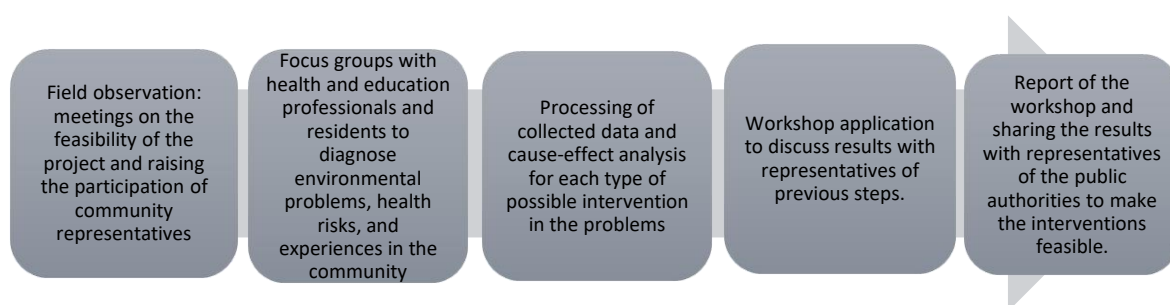 Field observation:
meetings on the
feasibility of the
project and raising
the participation of
community
representatives
Focus groups with
health and education
professionals and
residents to
diagnose
environmental
problems, health
risks, and
experiences in the
community
Processing of
collected data and
cause-effect analysis
for each type of
possible intervention
in the problems
Workshop application
to discuss results with
representatives of
previous steps.
Report of the
workshop and
sharing the results
with representatives
of the public
authorities to make
the interventions
feasible.